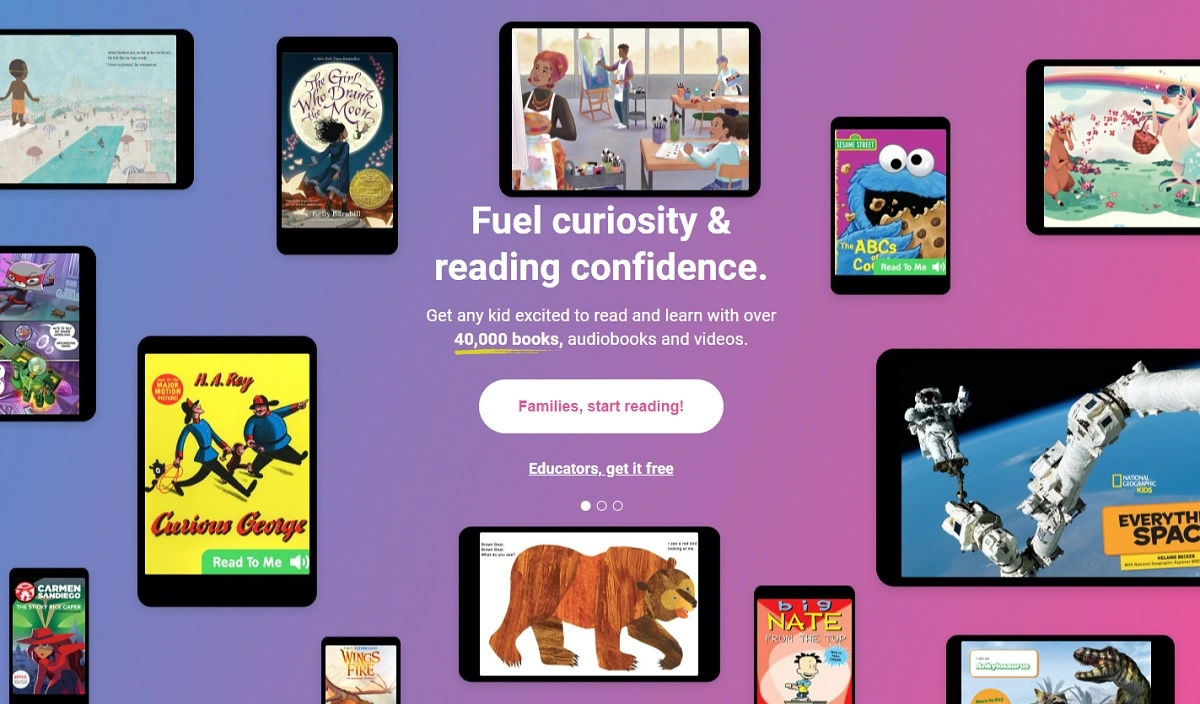 The Girl
Who Drank
the Moon
Kelly Barnhill
SESAME STREET
The ABCs
of
Read To Me
Fuel curiosity &
reading confidence.
Get any kid excited to read and learn with over
40,000 books, audiobooks and videos.
Families, start reading!
Educators, get it free
MAJOR
MOTION
PICTURE!
H. A. Rey
Curious George
Read To Me
NATIONAL
GEOGRAPHIC
KiDS
EVERYTH
SPAC
HELAINE BECKER
CARMEN
SANDIEGO
THE STICKY RICE CAPER
WINGS
OF
FIRE
Brown Bear,
Brown Bear,
What do you see?
I see a red bird
looking at me.
big
NATE
FROM THE TOP
I am an
Ankylosaurus